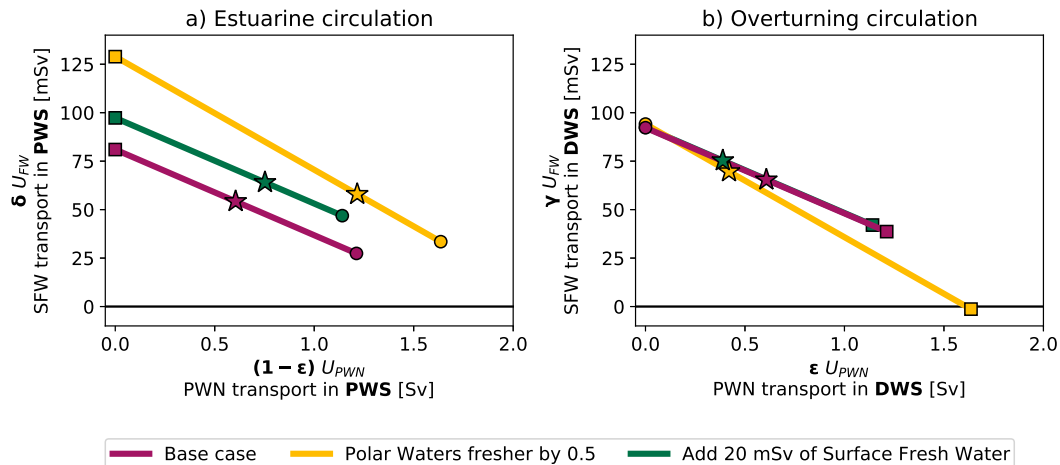 a) Estuarine circulation
δ U_FW
SFW transport in PWS [mSv]
125
100
75
50
25
0
0.0 0.5 1.0 1.5 2.0
(1 − ε) U_PWN
PWN transport in PWS [Sv]
b) Overturning circulation
γ U_FW
SFW transport in DWS [mSv]
125
100
75
50
25
0
0.0 0.5 1.0 1.5 2.0
ε U_PWN
PWN transport in DWS [Sv]
Base case Polar Waters fresher by 0.5 Add 20 mSv of Surface Fresh Water